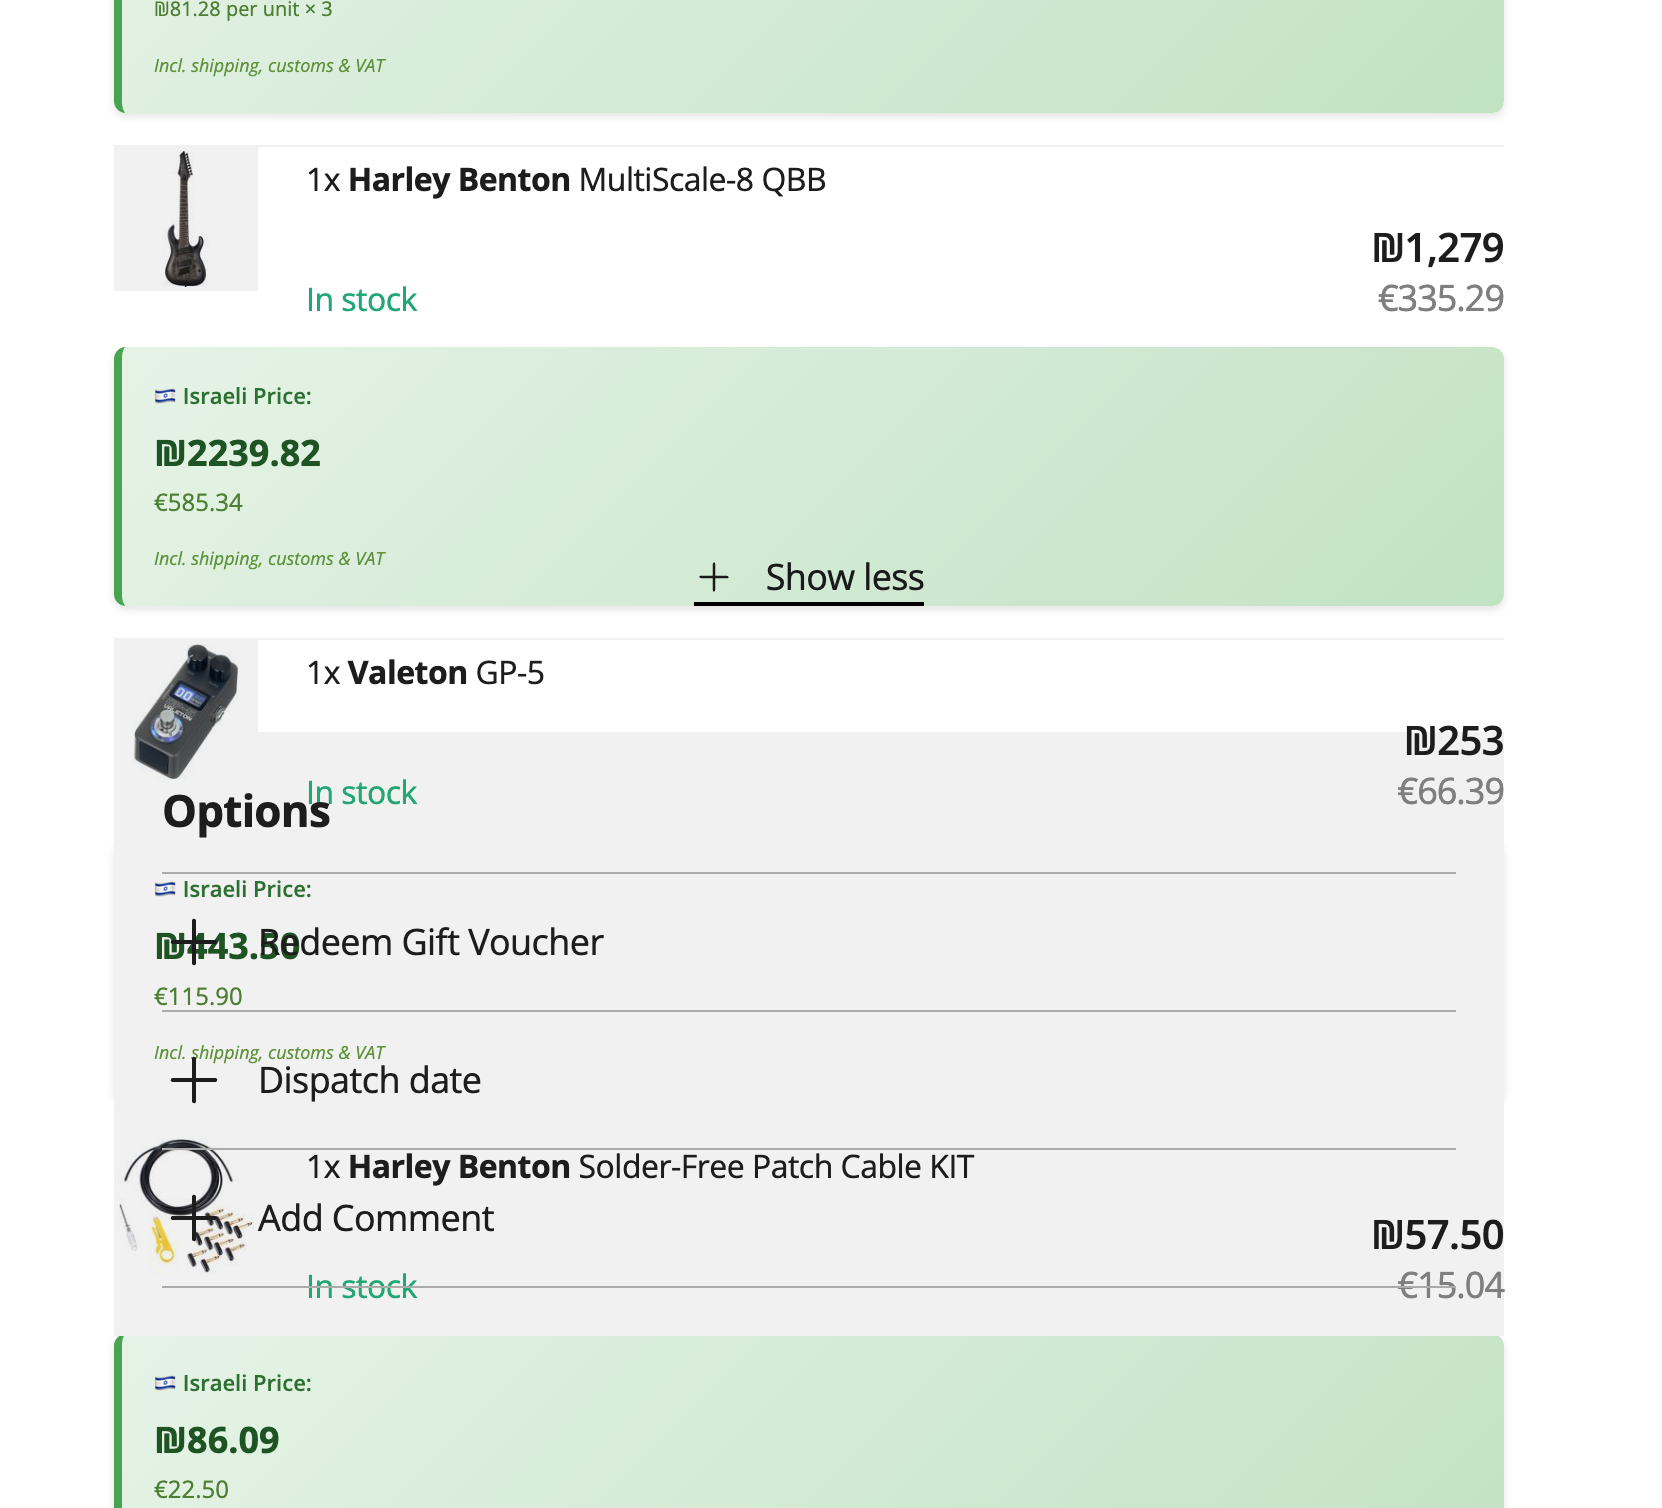 ₪81.28 per unit × 3
Incl. shipping, customs & VAT
1x Harley Benton MultiScale-8 QBB
₪1,279
In stock
€335.29
Israeli Price:
₪2239.82
€585.34
Incl. shipping, customs & VAT
Show less
1x Valeton GP-5
₪253
In stock
€66.39
Options
Israeli Price:
₪443.50
Redeem Gift Voucher
€115.90
Incl. shipping, customs & VAT
Dispatch date
1x Harley Benton Solder-Free Patch Cable KIT
Add Comment
₪57.50
In stock
€15.04
Israeli Price:
₪86.09
€22.50